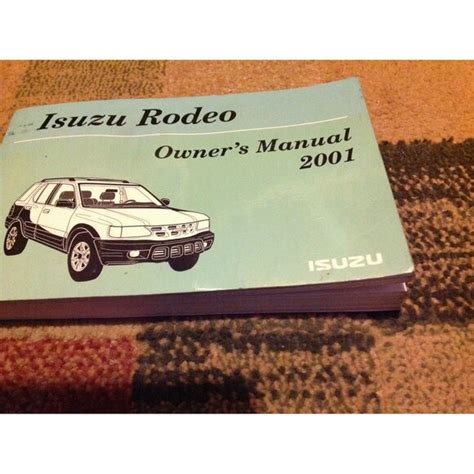 Isuzu Rodeo
Owner's Manual
2001
ISUZU